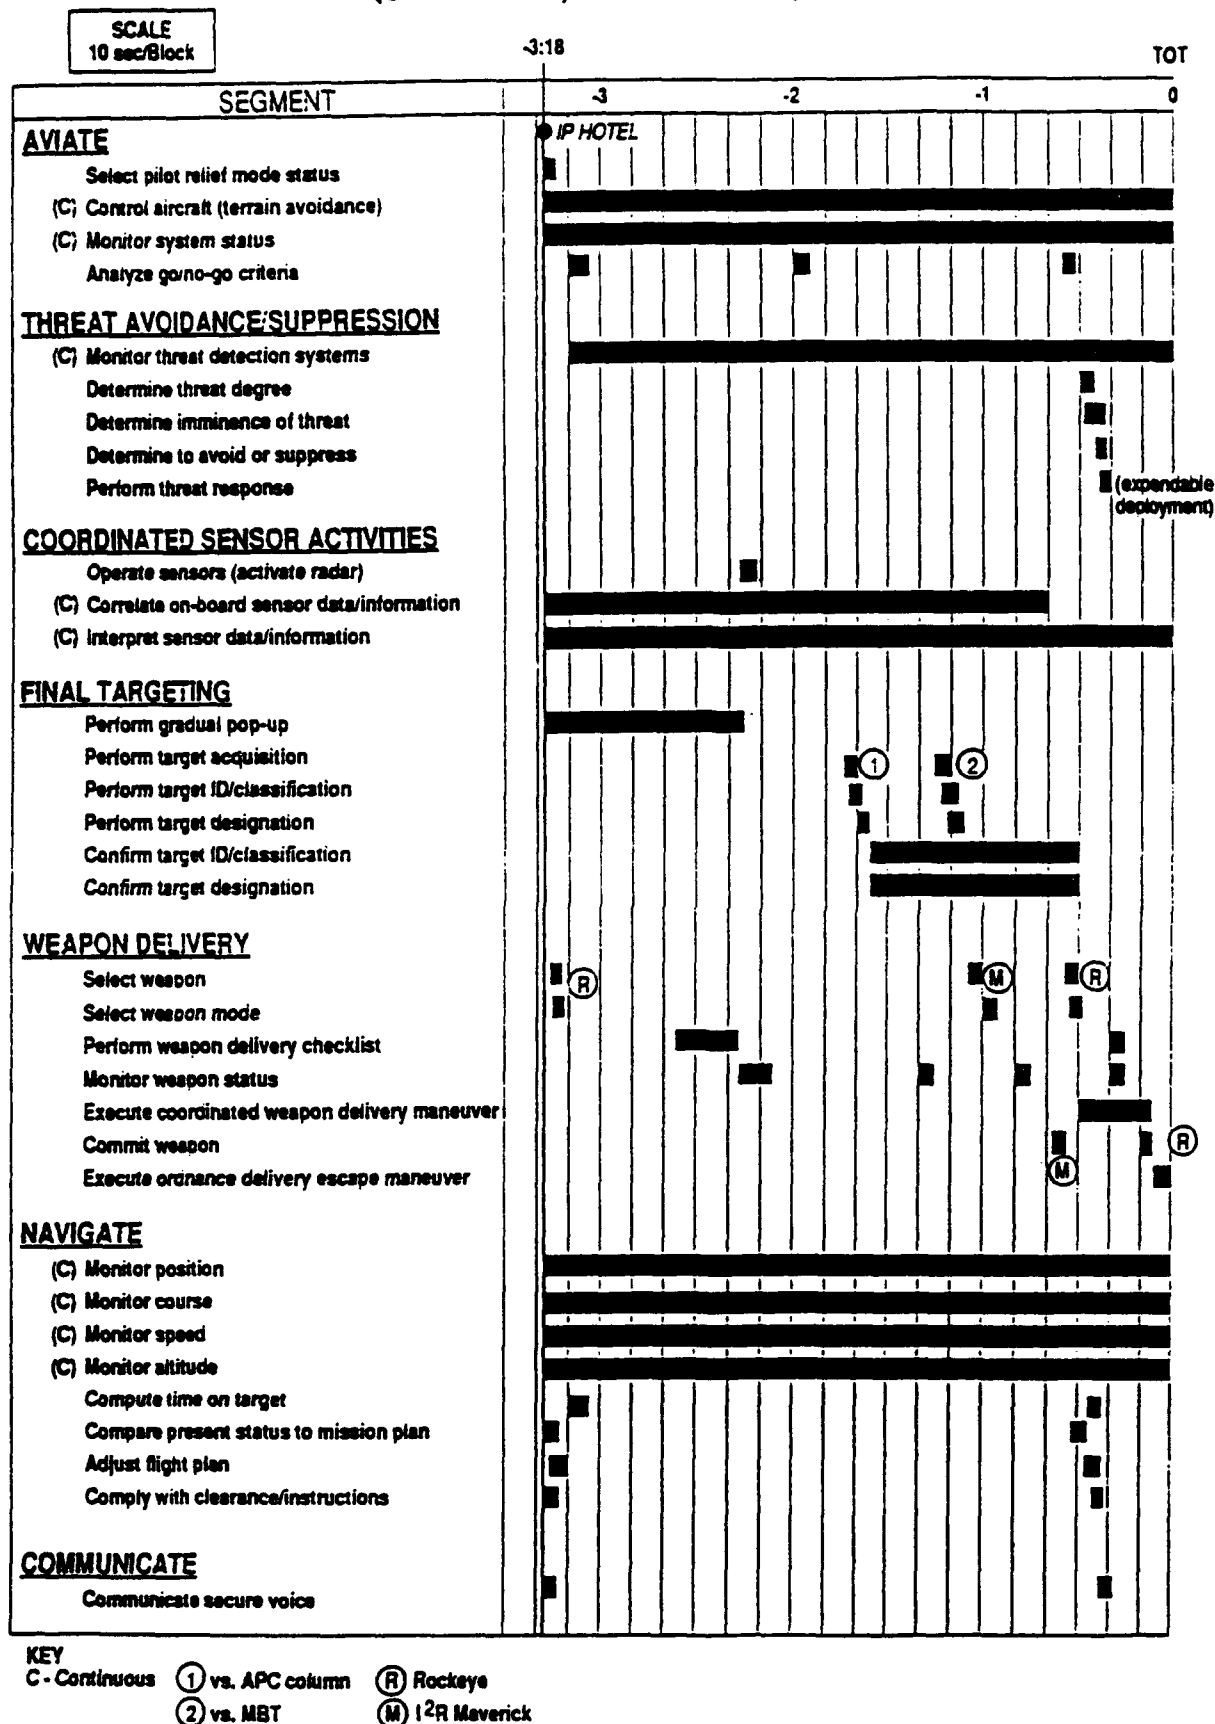 SCALE
10 sec/Block
-3:18
TOT
SEGMENT
-3 -2 -1 0
AVIATE
IP HOTEL
Select pilot relief mode status
(C) Control aircraft (terrain avoidance)
(C) Monitor system status
Analyze go/no-go criteria
THREAT AVOIDANCE/SUPPRESSION
(C) Monitor threat detection systems
Determine threat degree
Determine imminence of threat
Determine to avoid or suppress
Perform threat response
(expendable
deployment)
COORDINATED SENSOR ACTIVITIES
Operate sensors (activate radar)
(C) Correlate on-board sensor data/information
(C) Interpret sensor data/information
FINAL TARGETING
Perform gradual pop-up
Perform target acquisition 1 2
Perform target ID/classification
Perform target designation
Confirm target ID/classification
Confirm target designation
WEAPON DELIVERY
Select weapon R M R
Select weapon mode
Perform weapon delivery checklist
Monitor weapon status
Execute coordinated weapon delivery maneuver
Commit weapon M R
Execute ordnance delivery escape maneuver
NAVIGATE
(C) Monitor position
(C) Monitor course
(C) Monitor speed
(C) Monitor altitude
Compute time on target
Compare present status to mission plan
Adjust flight plan
Comply with clearance/instructions
COMMUNICATE
Communicate secure voice
KEY
C - Continuous 1 vs. APC column R Rockeye
2 vs. MBT M I2R Maverick